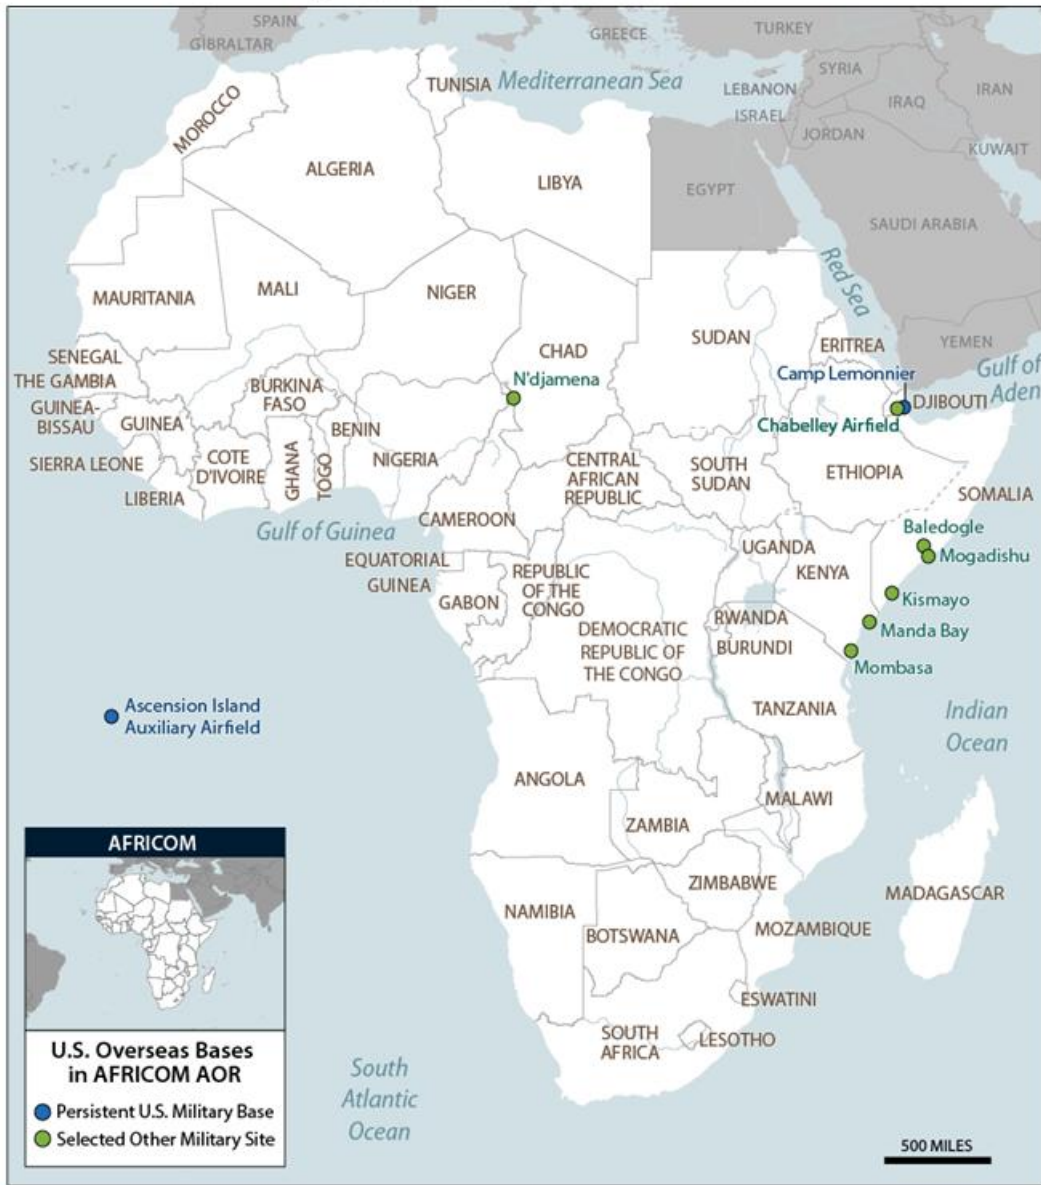 SPAIN
GIBRALTAR
GREECE
TURKEY
SYRIA
LEBANON
ISRAEL
IRAQ
IRAN
JORDAN
KUWAIT
TUNISIA
Mediterranean Sea
MOROCCO
ALGERIA
LIBYA
EGYPT
SAUDI ARABIA
Red Sea
MAURITANIA
MALI
NIGER
CHAD
SUDAN
ERITREA
YEMEN
Gulf of
Aden
SENEGAL
THE GAMBIA
GUINEA-
BISSAU
GUINEA
SIERRA LEONE
LIBERIA
BURKINA
FASO
COTE
D'IVOIRE
GHANA
TOGO
BENIN
NIGERIA
N'djamena
Camp Lemonnier
DJIBOUTI
Chabelley Airfield
CENTRAL
AFRICAN
REPUBLIC
SOUTH
SUDAN
ETHIOPIA
SOMALIA
Gulf of Guinea
CAMEROON
EQUATORIAL
GUINEA
GABON
REPUBLIC
OF THE
CONGO
UGANDA
KENYA
Baledogle
Mogadishu
Kismayo
Manda Bay
Mombasa
RWANDA
BURUNDI
DEMOCRATIC
REPUBLIC OF
THE CONGO
TANZANIA
Indian
Ocean
Ascension Island
Auxiliary Airfield
ANGOLA
ZAMBIA
MALAWI
ZIMBABWE
MOZAMBIQUE
MADAGASCAR
NAMIBIA
BOTSWANA
ESWATINI
SOUTH
AFRICA
LESOTHO
South
Atlantic
Ocean
AFRICOM
U.S. Overseas Bases
in AFRICOM AOR
Persistent U.S. Military Base
Selected Other Military Site
500 MILES